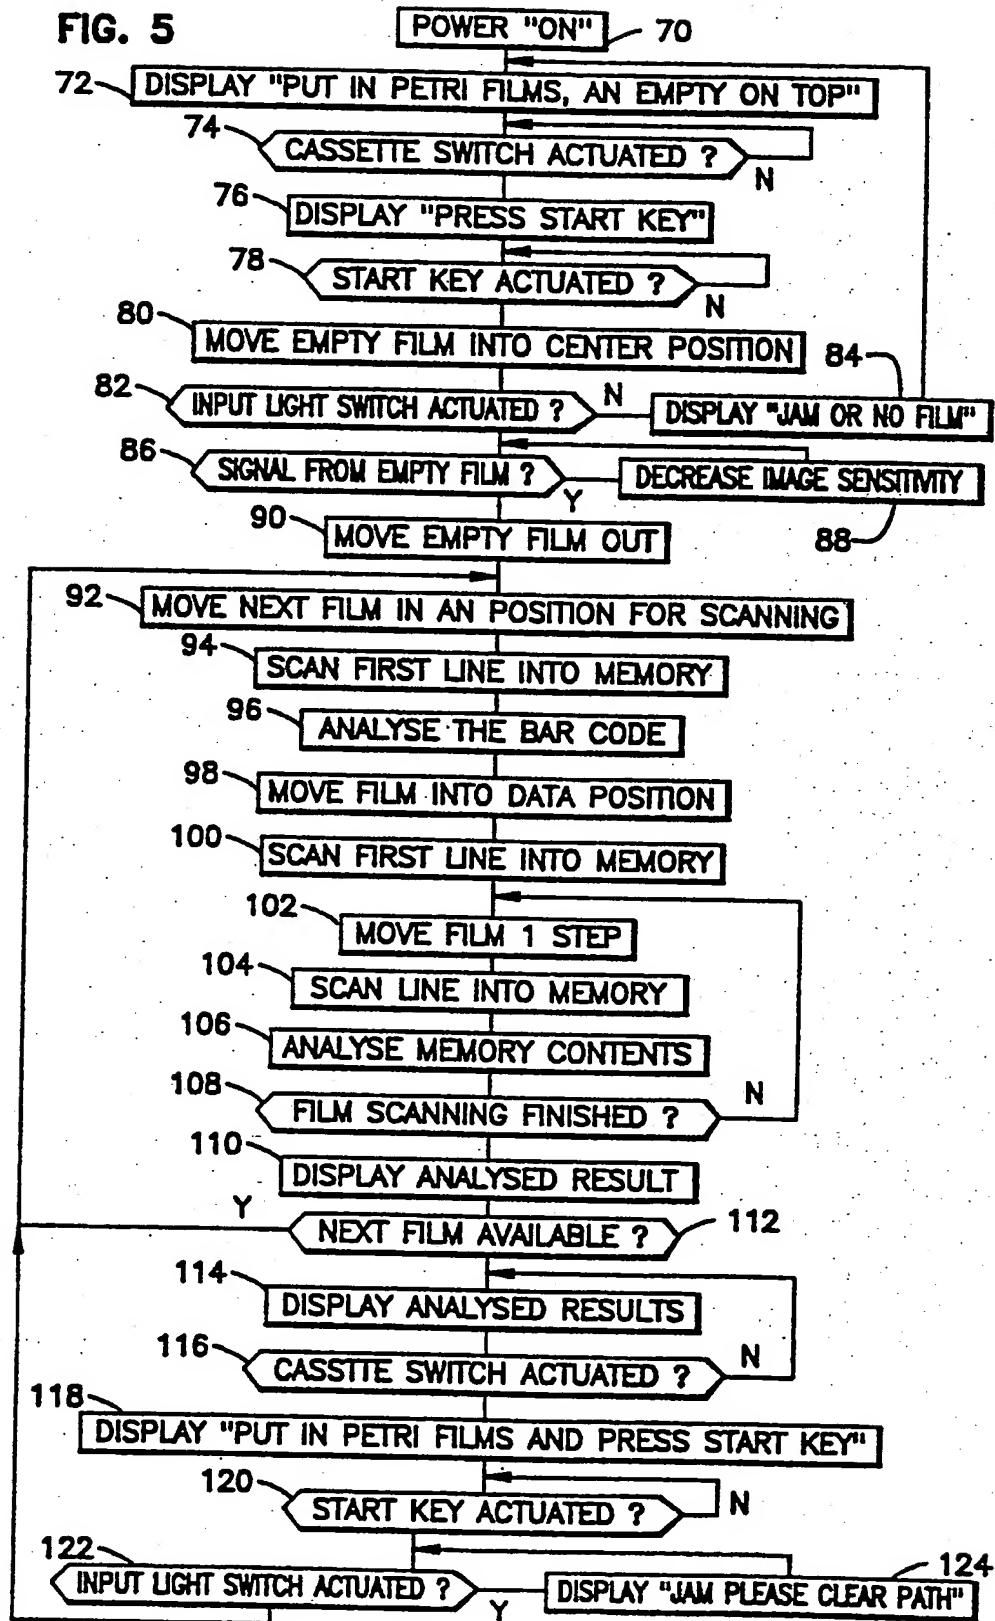 FIG. 5
POWER "ON"
70
72
DISPLAY "PUT IN PETRI FILMS, AN EMPTY ON TOP"
74
CASSETTE SWITCH ACTUATED ?
N
76
DISPLAY "PRESS START KEY"
78
START KEY ACTUATED ?
N
80
MOVE EMPTY FILM INTO CENTER POSITION
84
82
INPUT LIGHT SWITCH ACTUATED ?
N
DISPLAY "JAM OR NO FILM"
86
SIGNAL FROM EMPTY FILM ?
Y
DECREASE IMAGE SENSITIVITY
88
90
MOVE EMPTY FILM OUT
92
MOVE NEXT FILM IN AN POSITION FOR SCANNING
94
SCAN FIRST LINE INTO MEMORY
96
ANALYSE THE BAR CODE
98
MOVE FILM INTO DATA POSITION
100
SCAN FIRST LINE INTO MEMORY
102
MOVE FILM 1 STEP
104
SCAN LINE INTO MEMORY
106
ANALYSE MEMORY CONTENTS
108
FILM SCANNING FINISHED ?
N
110
DISPLAY ANALYSED RESULT
Y
NEXT FILM AVAILABLE ?
112
114
DISPLAY ANALYSED RESULTS
116
CASSTTE SWITCH ACTUATED ?
N
118
DISPLAY "PUT IN PETRI FILMS AND PRESS START KEY"
120
START KEY ACTUATED ?
N
122
INPUT LIGHT SWITCH ACTUATED ?
Y
124
DISPLAY "JAM PLEASE CLEAR PATH"